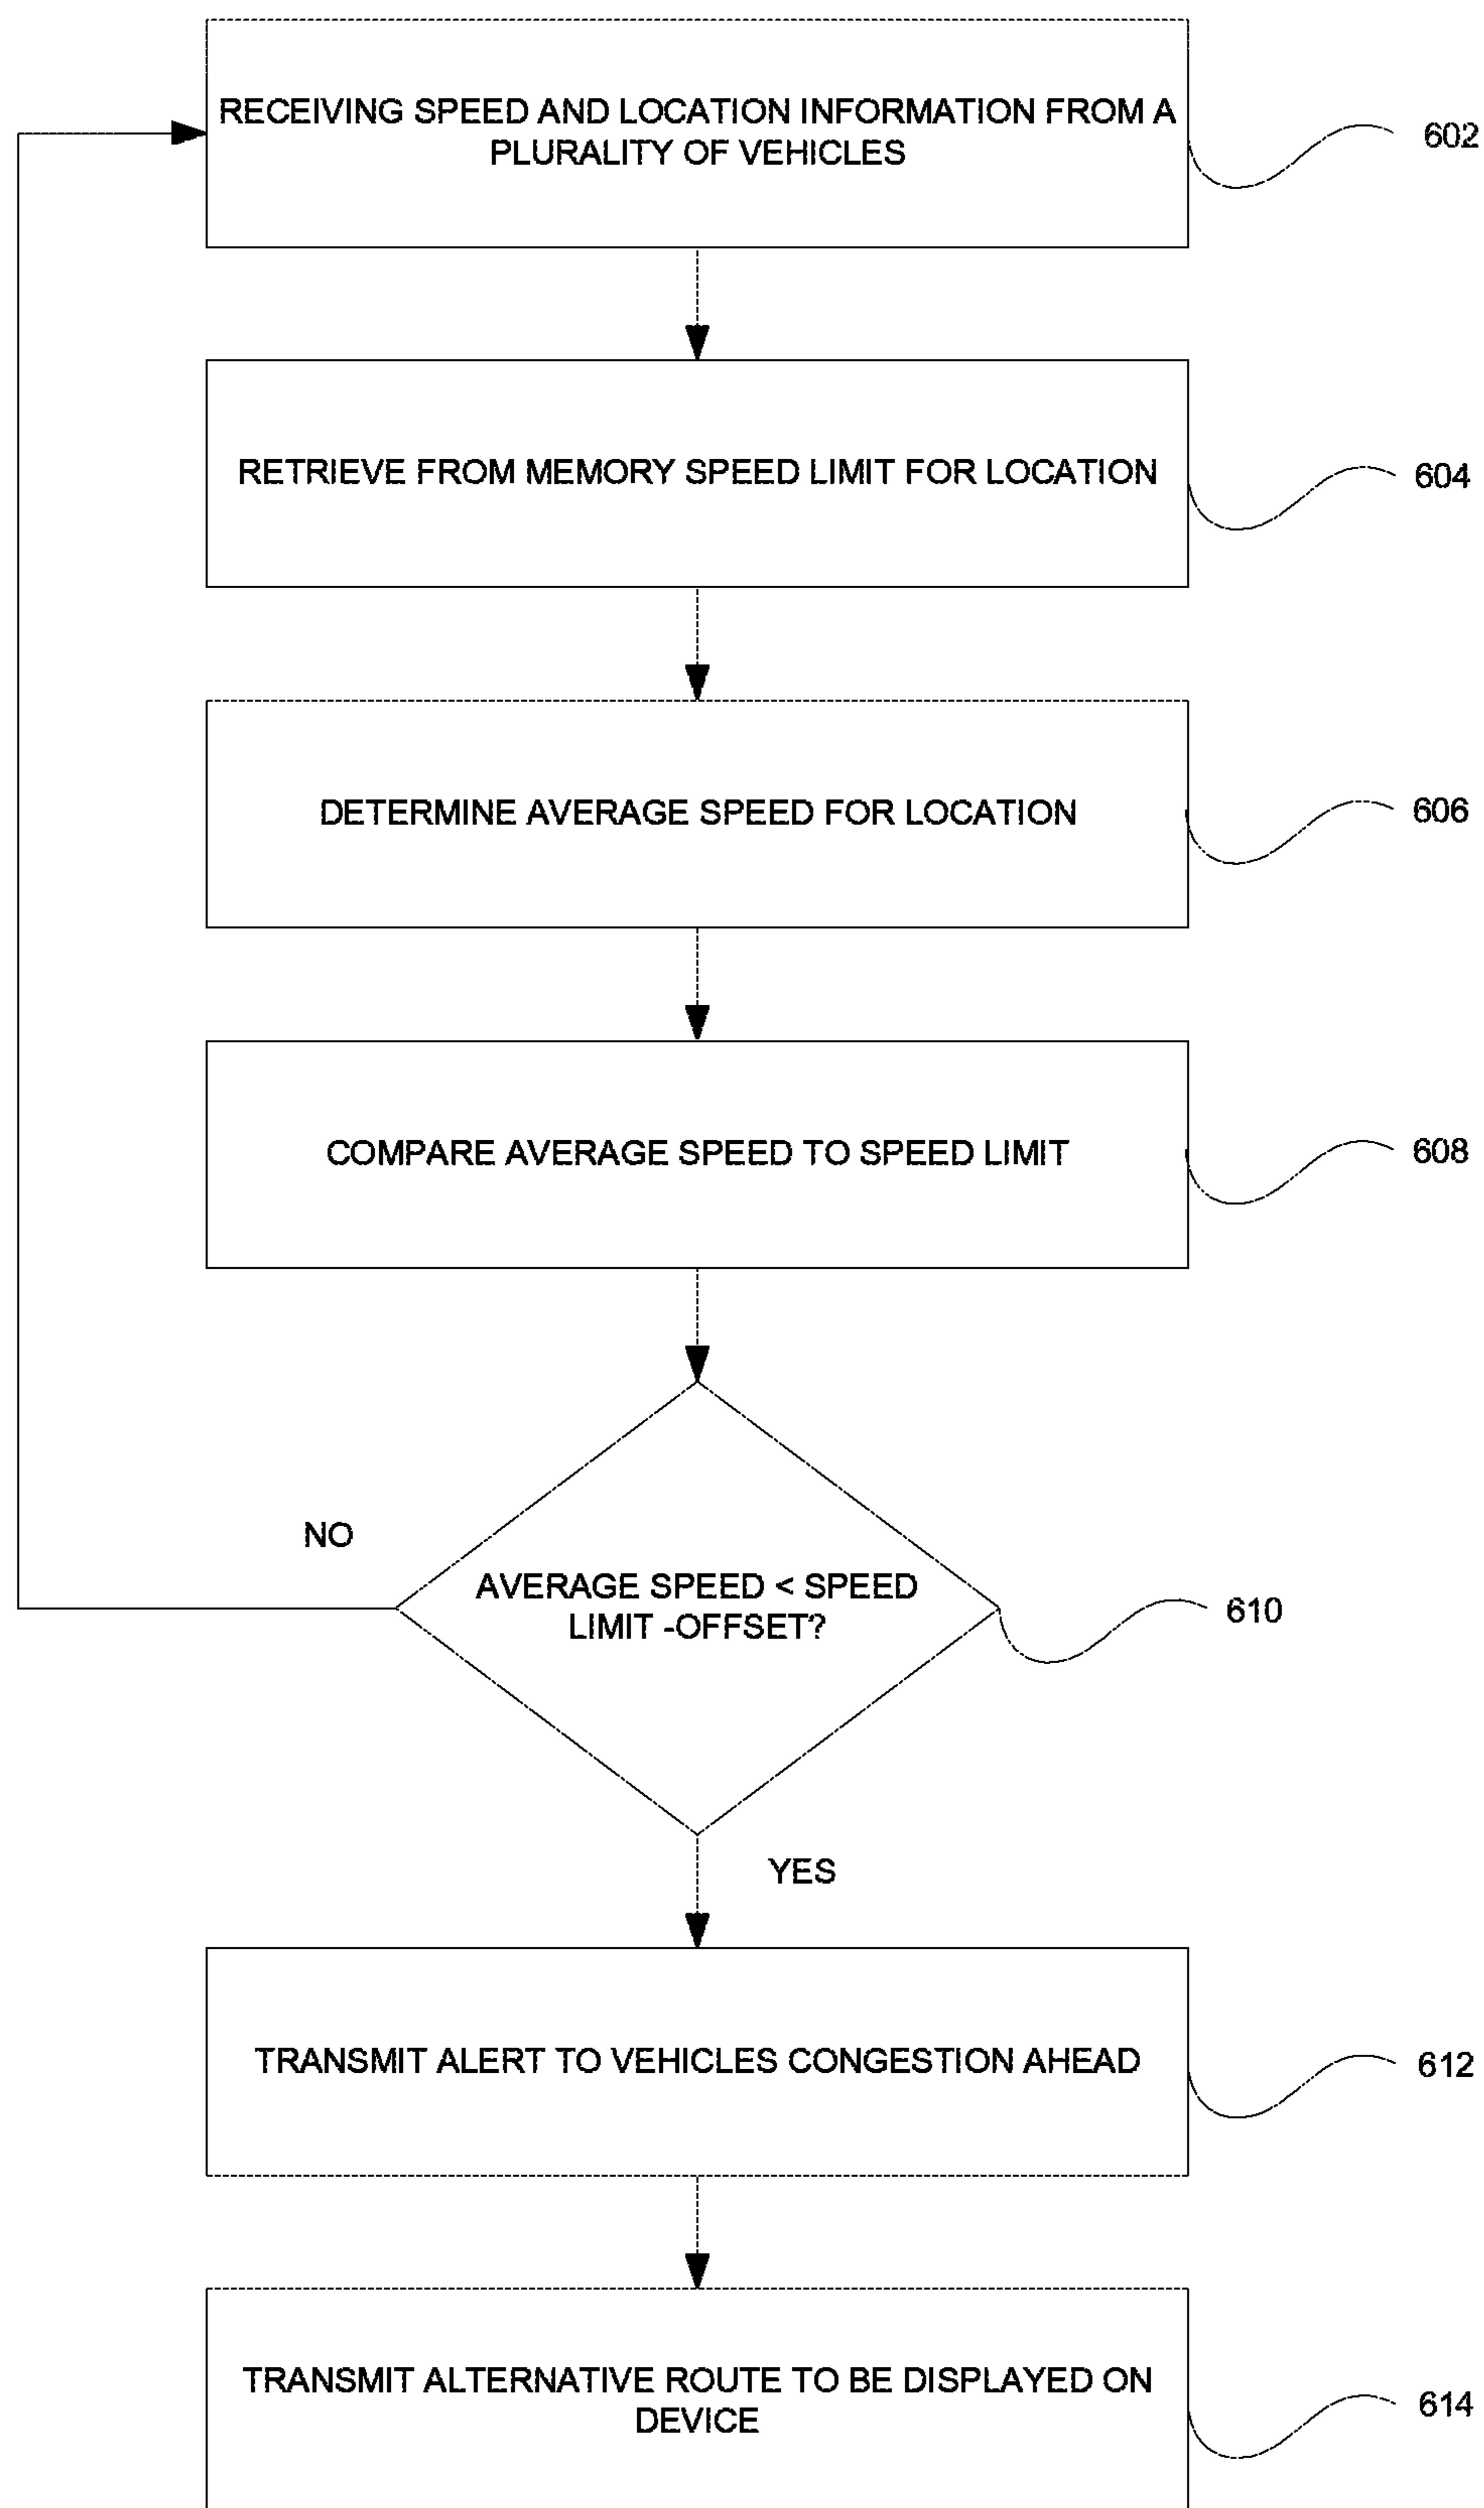 RECEIVING SPEED AND LOCATION INFORMATION FROM A
PLURALITY OF VEHICLES
602
RETRIEVE FROM MEMORY SPEED LIMIT FOR LOCATION
604
DETERMINE AVERAGE SPEED FOR LOCATION
606
COMPARE AVERAGE SPEED TO SPEED LIMIT
608
NO
AVERAGE SPEED < SPEED
LIMIT -OFFSET?
610
YES
TRANSMIT ALERT TO VEHICLES CONGESTION AHEAD
612
TRANSMIT ALTERNATIVE ROUTE TO BE DISPLAYED ON
DEVICE
614